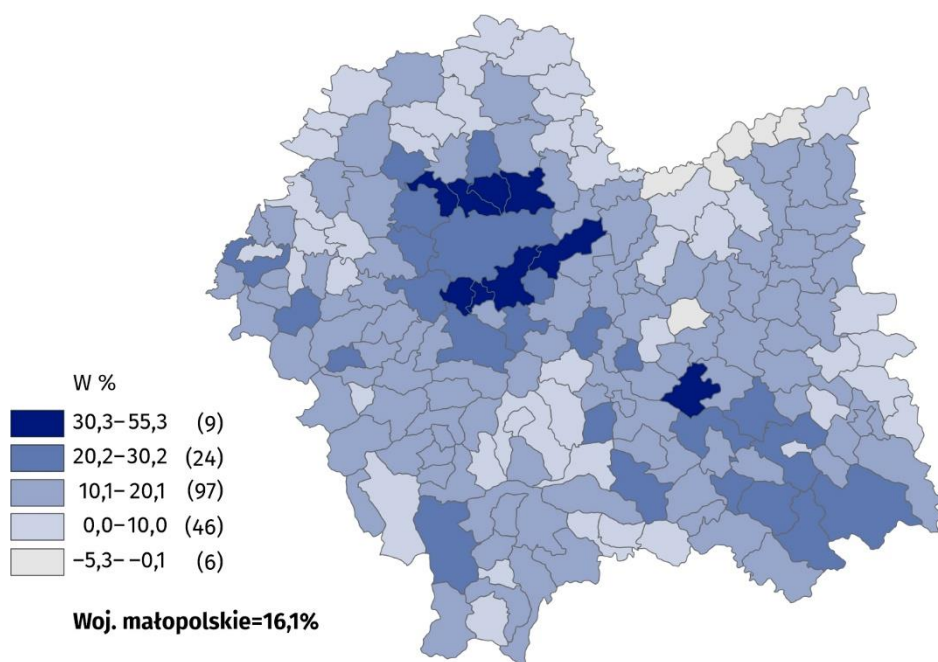 W %
30,3–55,3 (9)
20,2–30,2 (24)
10,1–20,1 (97)
0,0–10,0 (46)
–5,3– –0,1 (6)
Woj. małopolskie=16,1%